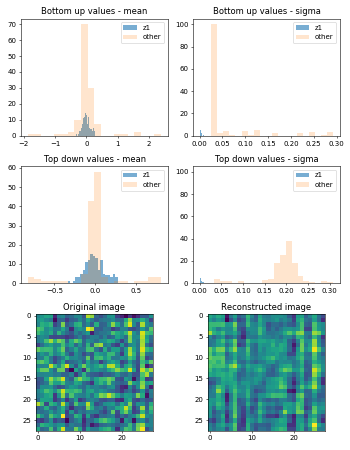 Bottom up values - mean
70
60
50
40
30
20
10
0
−2 −1 0 1 2
z1
other
Bottom up values - sigma
100
80
60
40
20
0
0.00 0.05 0.10 0.15 0.20 0.25 0.30
z1
other
Top down values - mean
60
50
40
30
20
10
0
−0.5 0.0 0.5
z1
other
Top down values - sigma
100
80
60
40
20
0
0.00 0.05 0.10 0.15 0.20 0.25 0.30
z1
other
Original image
0
5
10
15
20
25
0 10 20
Reconstructed image
0
5
10
15
20
25
0 10 20